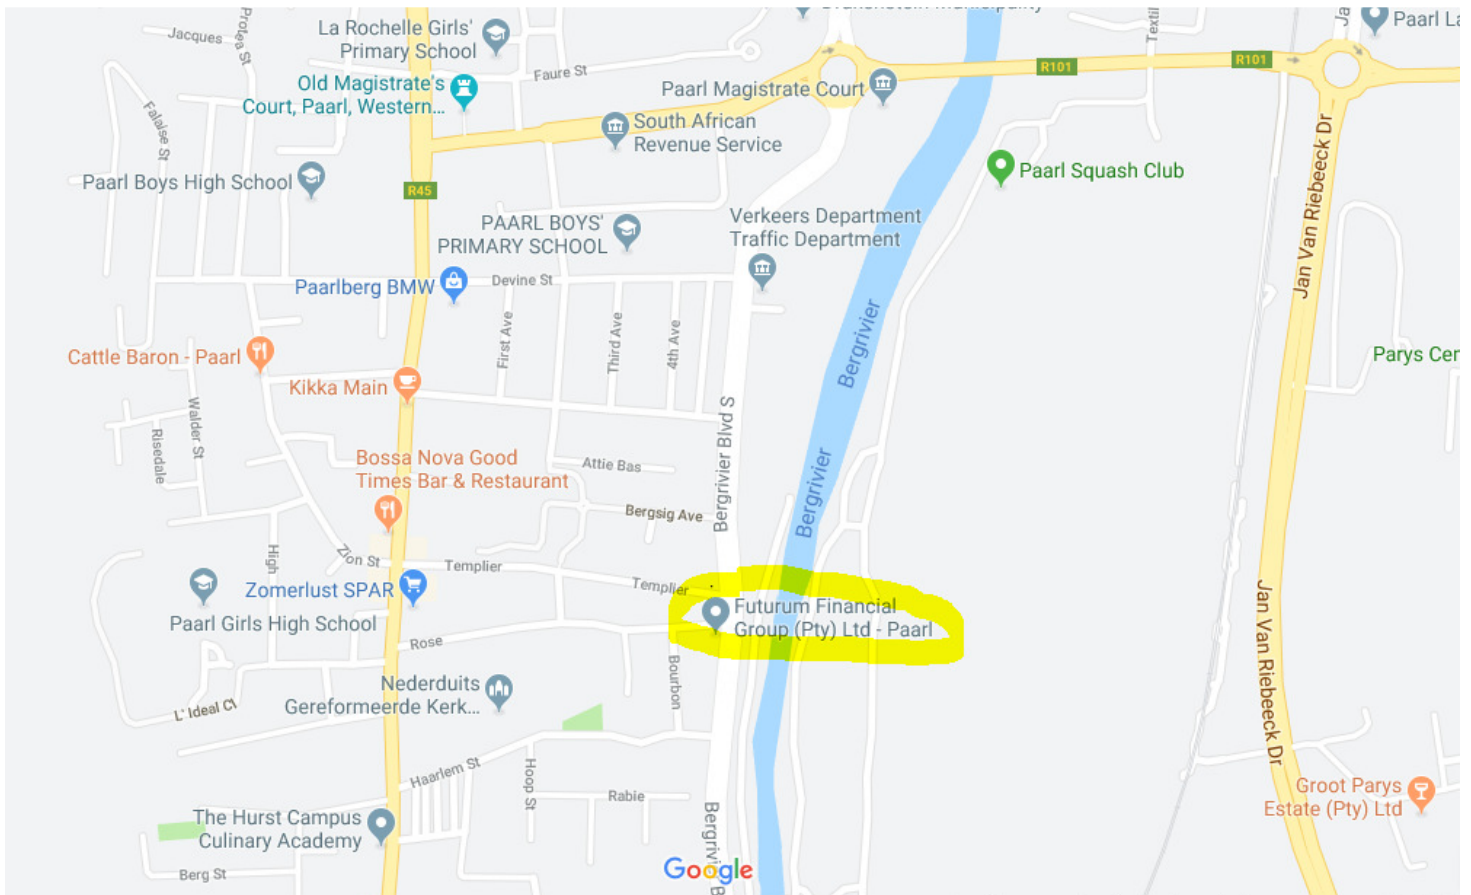 Jacques
Protea St
La Rochelle Girls'
Primary School
Faure St
Old Magistrate's
Court, Paarl, Western...
Paarl Magistrate Court
R101
R101
Textil
Paarl La
South African
Revenue Service
Falaise St
Paarl Boys High School
R45
Paarl Squash Club
Jan Van Riebeeck Dr
PAARL BOYS'
PRIMARY SCHOOL
Verkeers Department
Traffic Department
Paarlberg BMW
Devine St
First Ave
Third Ave
4th Ave
Bergrivier
Cattle Baron - Paarl
Kikka Main
Parys Cen
Walder St
Risedale
Bergrivier Blvd S
Bossa Nova Good
Times Bar & Restaurant
Attie Bas
Bergrivier
Bergsig Ave
High
Zion St
Templier
Templier
Zomerlust SPAR
Futurum Financial
Group (Pty) Ltd - Paarl
Paarl Girls High School
Rose
Bourbon
Jan Van Riebeeck Dr
Nederduits
Gereformeerde Kerk...
L' Ideal
Haarlem St
Hoop St
Rabie
Groot Parys
Estate (Pty) Ltd
The Hurst Campus
Culinary Academy
Bergrivi
Google
Berg St